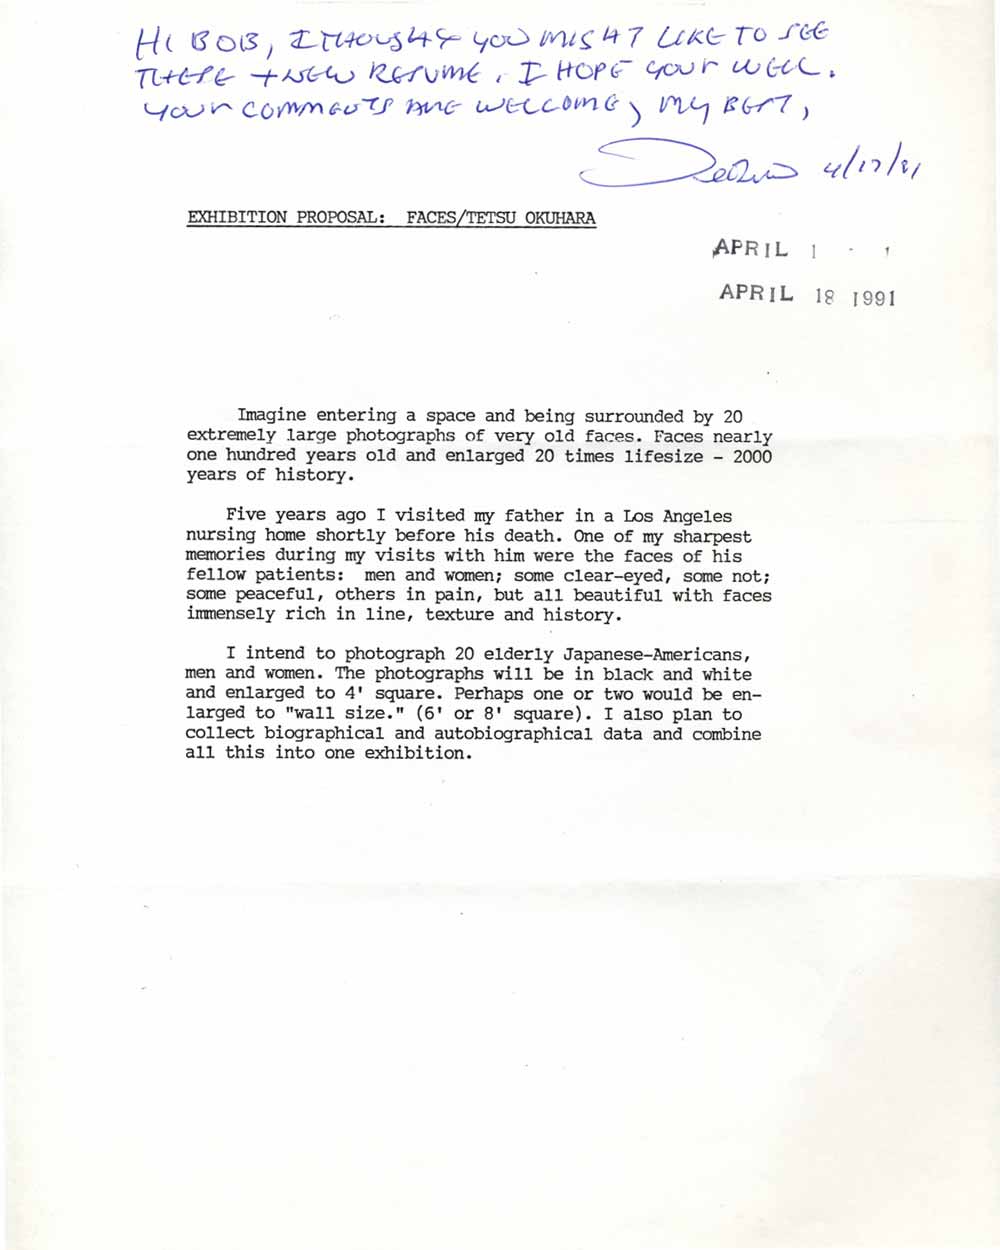 HI BOB, I THOUGHT YOU MIGHT LIKE TO SEE
THESE + NEW RESUME. I HOPE YOUR WELL.
YOUR COMMENTS ARE WELCOME, MY BEST,
4/17/91
EXHIBITION PROPOSAL: FACES/TETSU OKUHARA
APRIL 1
APRIL 18 1991
Imagine entering a space and being surrounded by 20
extremely large photographs of very old faces. Faces nearly
one hundred years old and enlarged 20 times lifesize - 2000
years of history.
Five years ago I visited my father in a Los Angeles
nursing home shortly before his death. One of my sharpest
memories during my visits with him were the faces of his
fellow patients: men and women; some clear-eyed, some not;
some peaceful, others in pain, but all beautiful with faces
immensely rich in line, texture and history.
I intend to photograph 20 elderly Japanese-Americans,
men and women. The photographs will be in black and white
and enlarged to 4' square. Perhaps one or two would be en-
larged to "wall size." (6' or 8' square). I also plan to
collect biographical and autobiographical data and combine
all this into one exhibition.